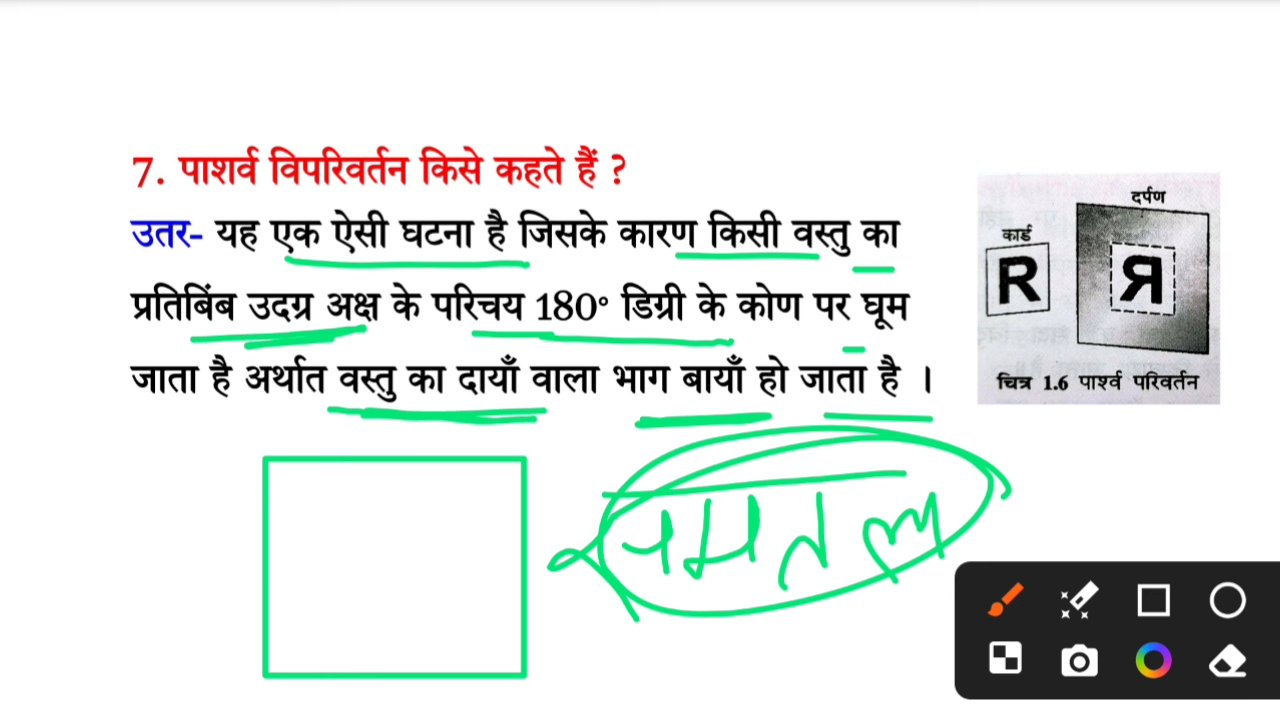 7. पाशर्व विपरिवर्तन किसे कहते हैं ?
उतर- यह एक ऐसी घटना है जिसके कारण किसी वस्तु का
प्रतिबिंब उदग्र अक्ष के परिचय 180° डिग्री के कोण पर घूम
जाता है अर्थात वस्तु का दायाँ वाला भाग बायाँ हो जाता है ।
दर्पण
कार्ड
R
Я
चित्र 1.6 पार्श्व परिवर्तन
समतल